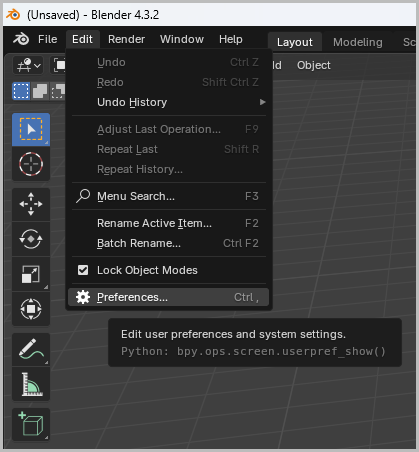 (Unsaved) - Blender 4.3.2
File Edit Render Window Help Layout Modeling Sc
Object
Undo Ctrl Z
Redo Shift Ctrl Z
Undo History
Adjust Last Operation... F9
Repeat Last Shift R
Repeat History...
Menu Search... F3
Rename Active Item... F2
Batch Rename... Ctrl F2
Lock Object Modes
Preferences... Ctrl ,
Edit user preferences and system settings.
Python: bpy.ops.screen.userpref_show()